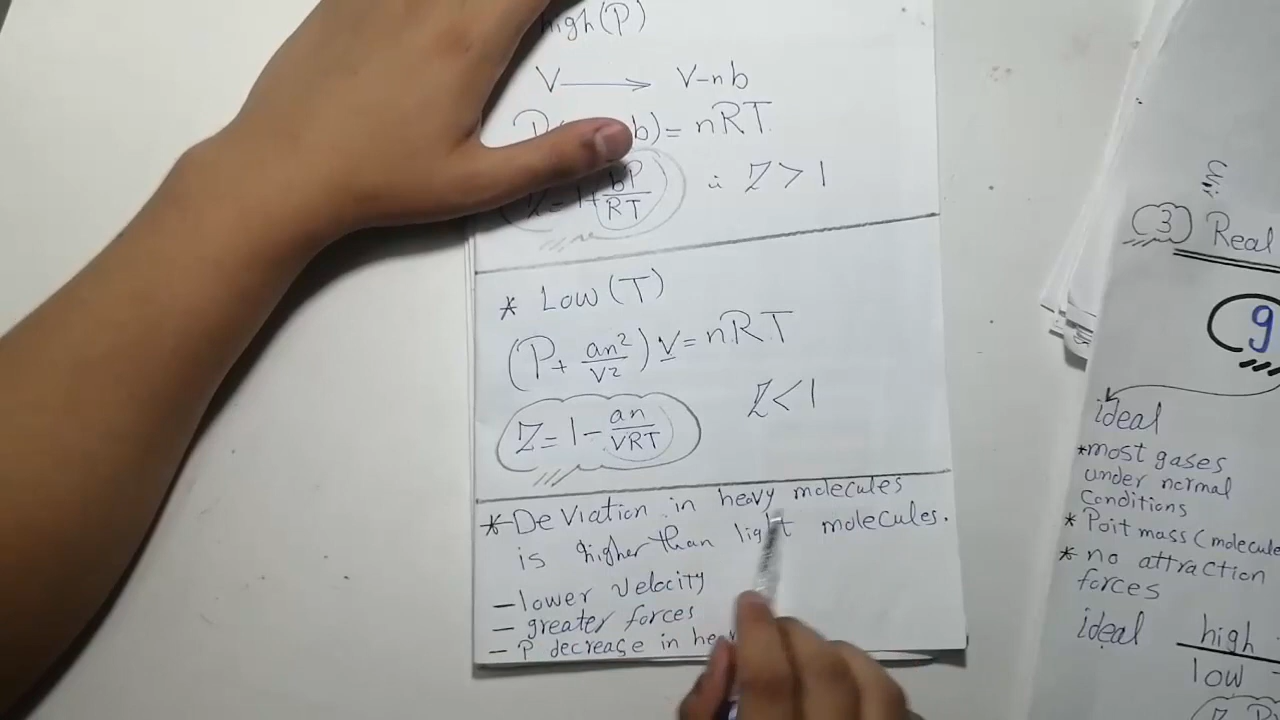 high(P)
V → V-nb
b) = nRT
bP
RT
∴ Z > 1
* Low (T)
(P + an²/V²) V = nRT
Z = 1 - an/VRT
Z < 1
* Deviation in heavy molecules
is higher than light molecules.
- lower velocity
- greater forces
- P decrease in
3 Real
9
ideal
*most gases
under normal
Conditions
* Poit mass (molecule
* no attraction
forces
ideal
high
low